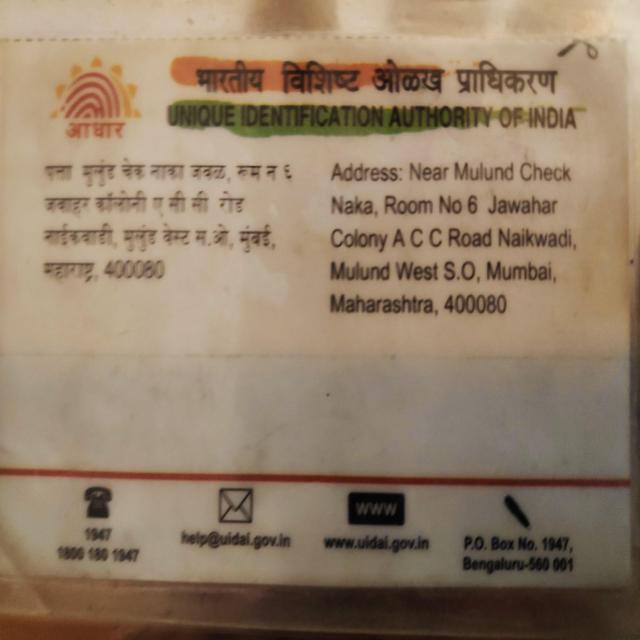 भारतीय विशिष्ट ओळख प्राधिकरण
UNIQUE IDENTIFICATION AUTHORITY OF INDIA
आधार
पत्ता मुलुंड चेक नाका जवळ, रूम न ६
जवाहर कॉलोनी ए सी सी रोड
नाईकवाडी, मुलुंड वेस्ट स.ओ, मुंबई,
महाराष्ट्र, 400080
Address: Near Mulund Check
Naka, Room No 6 Jawahar
Colony A C C Road Naikwadi,
Mulund West S.O, Mumbai,
Maharashtra, 400080
1947
1800 180 1947
help@uidai.gov.in
www
www.uidai.gov.in
P.O. Box No. 1947,
Bengaluru-560 001